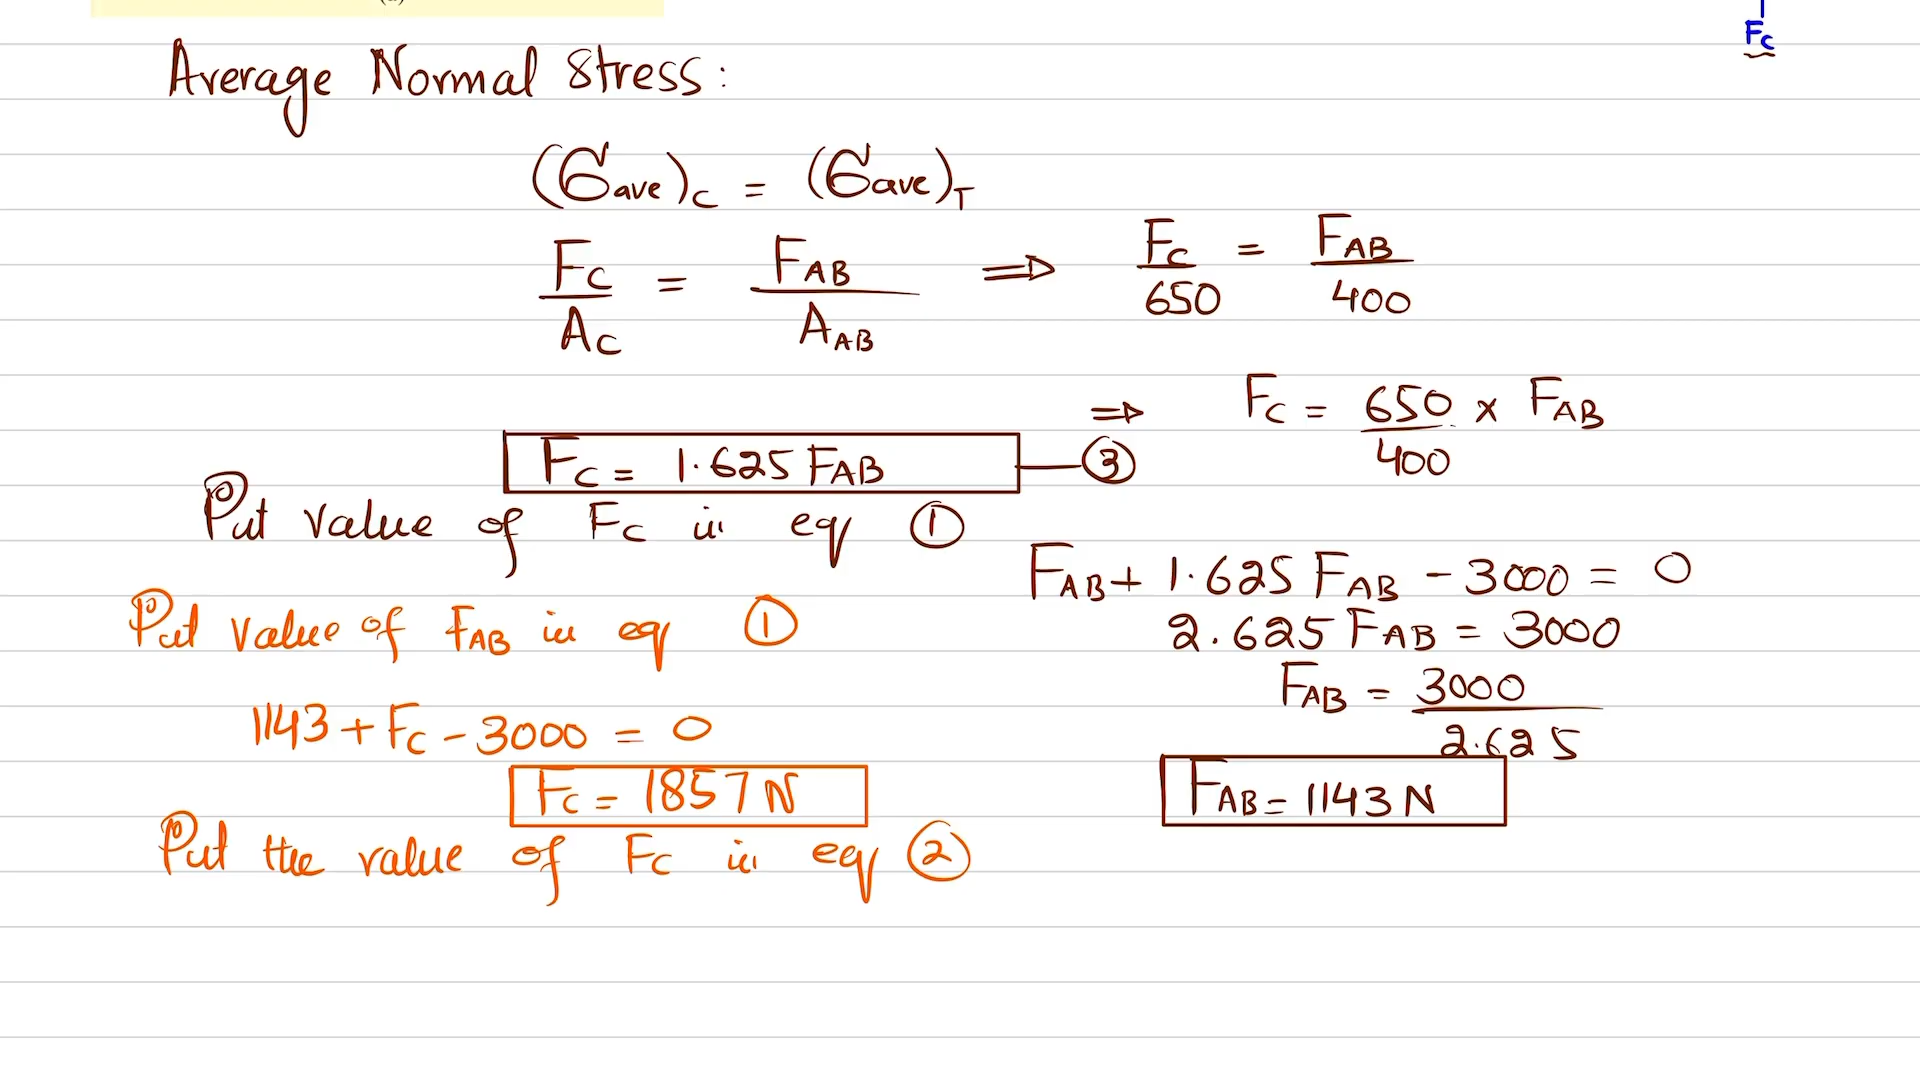 Fc
Average Normal Stress:
(σave)c = (σave)T
Fc/Ac = FAB/AAB ⇒ Fc/650 = FAB/400
⇒ Fc = 650/400 × FAB
Fc = 1.625 FAB — ③
Put value of Fc in eq ①
FAB + 1.625 FAB - 3000 = 0
2.625 FAB = 3000
FAB = 3000/2.625
FAB = 1143 N
Put value of FAB in eq ①
1143 + Fc - 3000 = 0
Fc = 1857 N
Put the value of Fc in eq ②